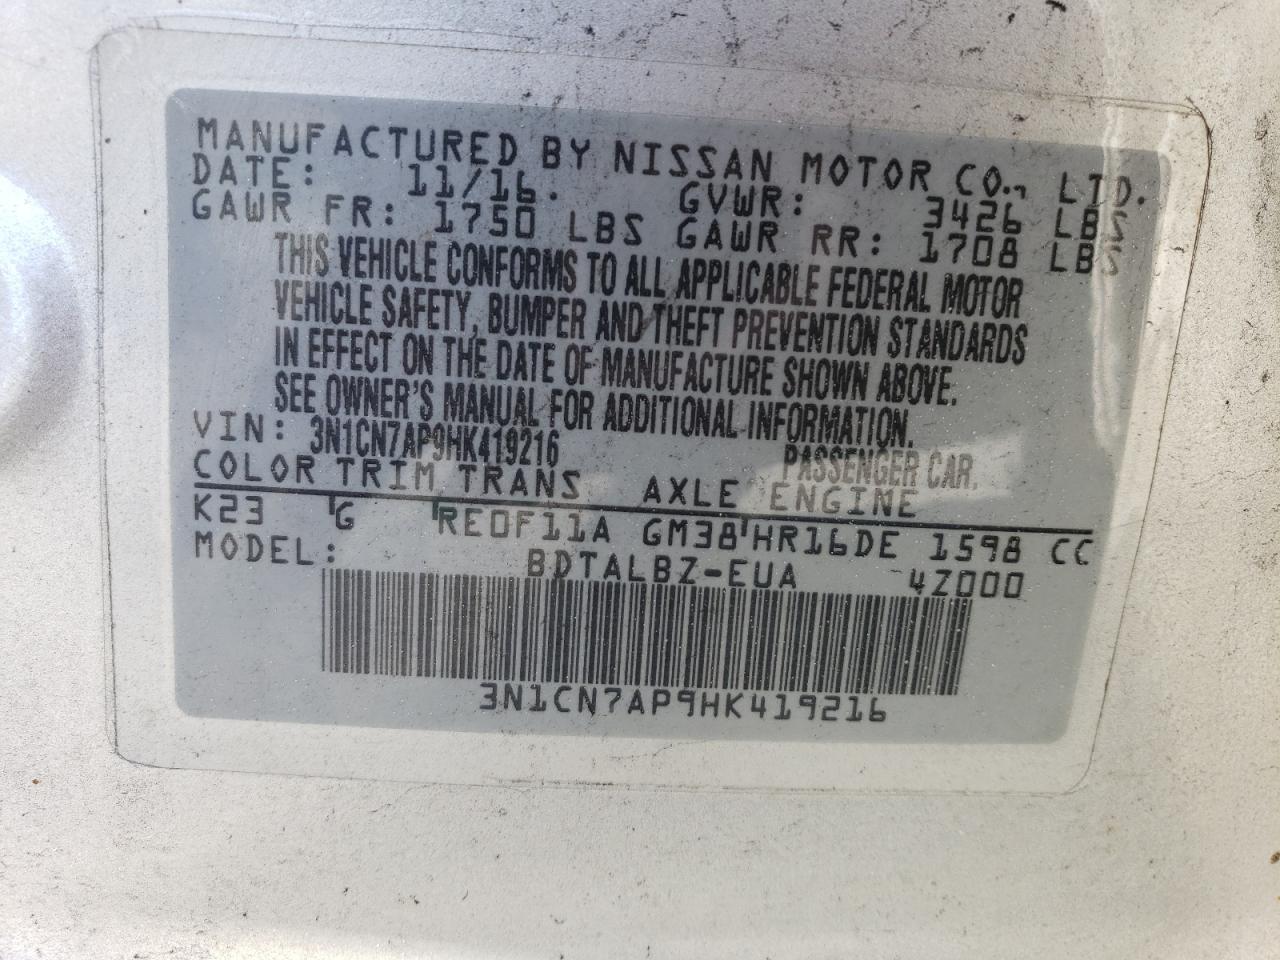 MANUFACTURED BY NISSAN MOTOR CO., LTD.
DATE: 11/16. GVWR: 3426 LBS
GAWR FR: 1750 LBS GAWR RR: 1708 LBS
THIS VEHICLE CONFORMS TO ALL APPLICABLE FEDERAL MOTOR
VEHICLE SAFETY, BUMPER AND THEFT PREVENTION STANDARDS
IN EFFECT ON THE DATE OF MANUFACTURE SHOWN ABOVE.
SEE OWNER'S MANUAL FOR ADDITIONAL INFORMATION.
VIN: 3N1CN7AP9HK419216 PASSENGER CAR.
COLOR TRIM TRANS AXLE ENGINE
K23 G RE0F11A GM38 HR16DE 1598 CC
MODEL: BDTALBZ-EUA 4Z000
3N1CN7AP9HK419216